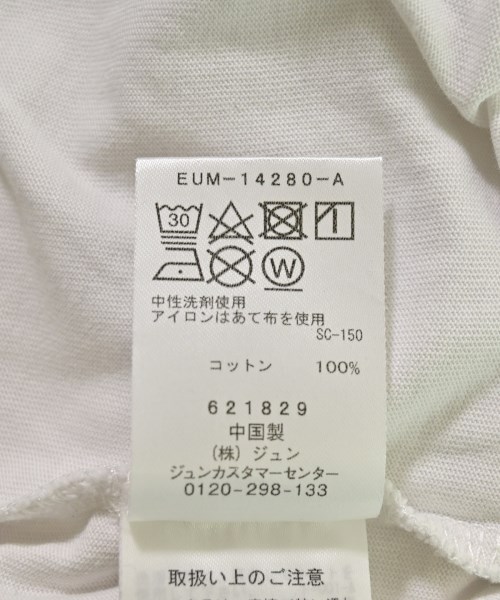 EUM-14280-A
30
W
中性洗剤使用
アイロンはあて布を使用
SC-150
コットン 100%
621829
中国製
(株)ジュン
ジュンカスタマーセンター
0120-298-133
取扱い上のご注意